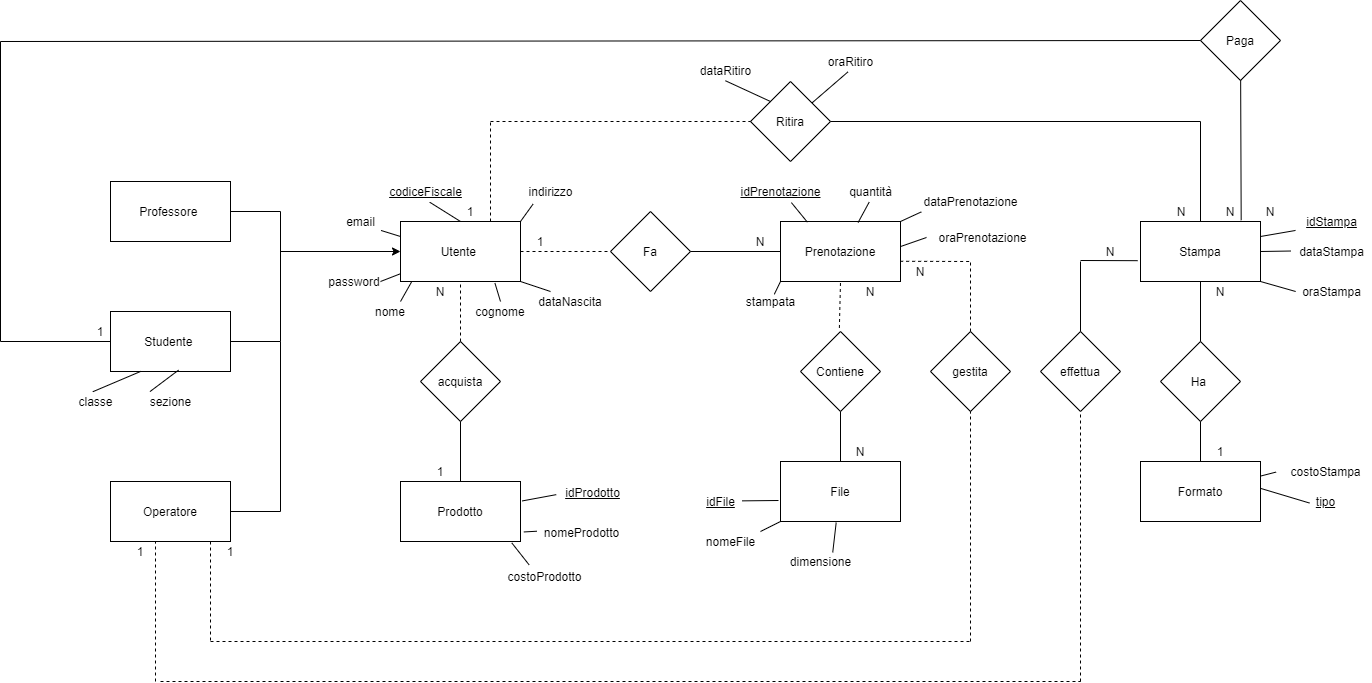 Paga
oraRitiro
dataRitiro
Ritira
Professore
codiceFiscale
indirizzo
idPrenotazione
quantità
dataPrenotazione
email
1
N
N
N
idStampa
Utente
1
Fa
N
Prenotazione
oraPrenotazione
N
Stampa
dataStampa
password
N
N
N
oraStampa
nome
cognome
dataNascita
stampata
N
1
Studente
acquista
Contiene
gestita
effettua
Ha
classe
sezione
1
N
1
Operatore
Prodotto
idProdotto
File
Formato
costoStampa
idFile
tipo
nomeProdotto
nomeFile
1
1
costoProdotto
dimensione